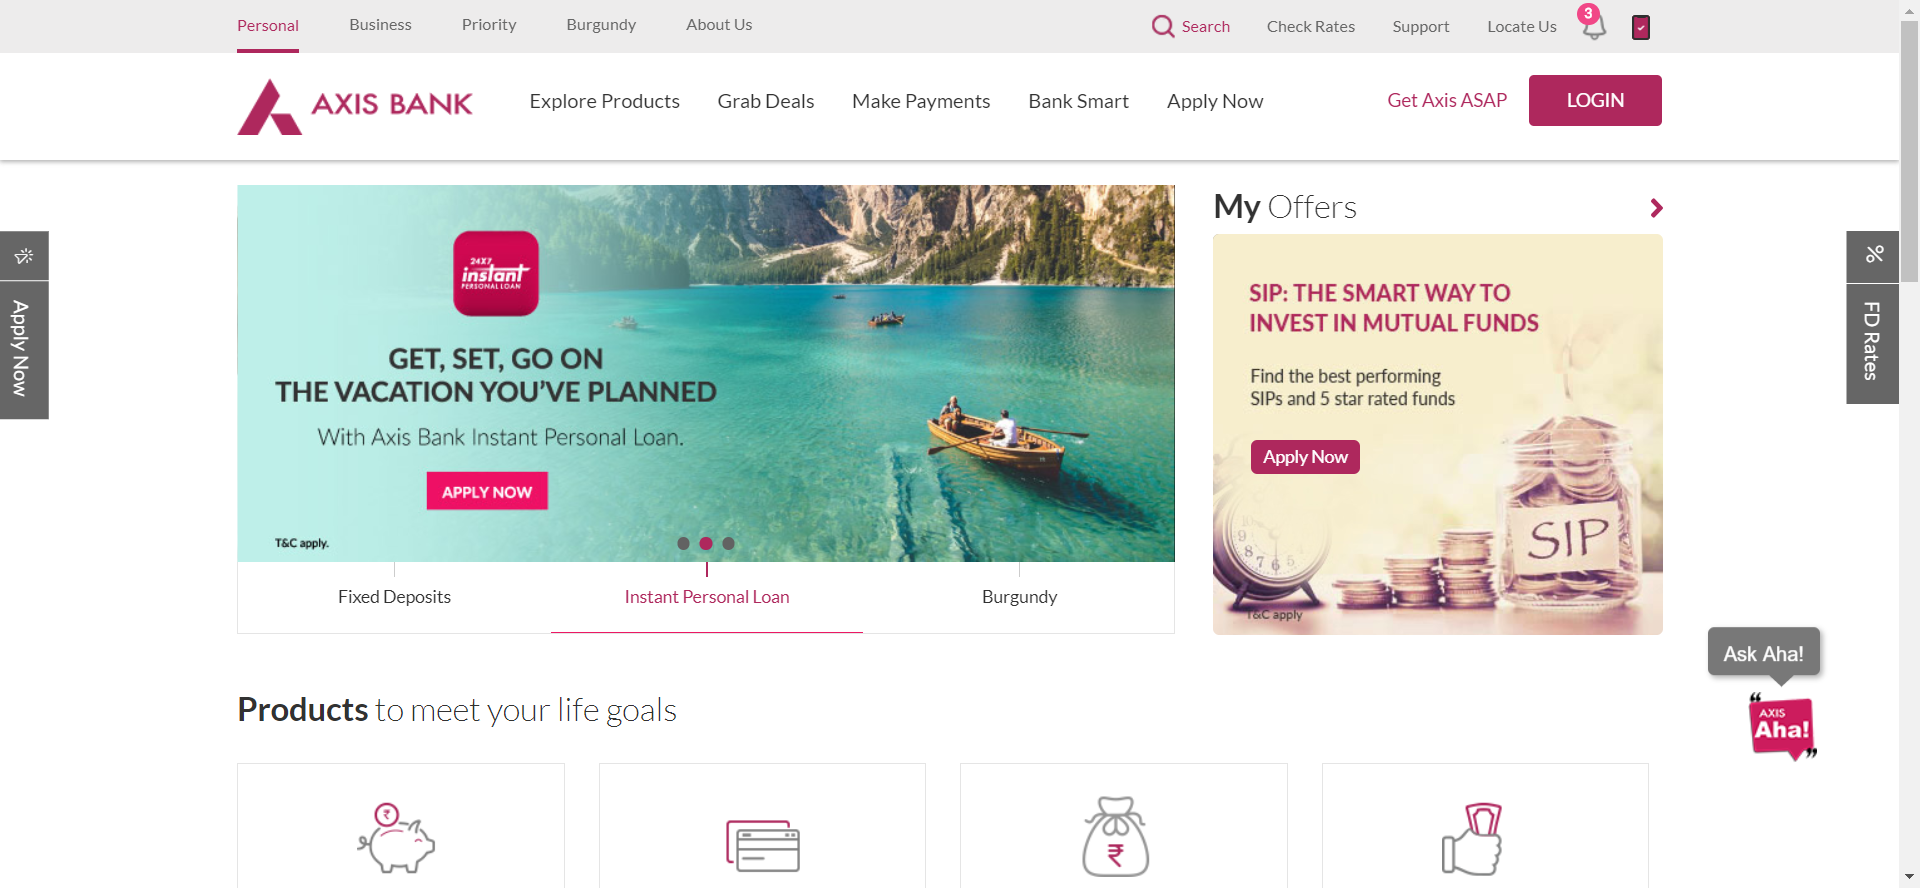 Personal Business Priority Burgundy About Us Search Check Rates Support Locate Us 3
AXIS BANK Explore Products Grab Deals Make Payments Bank Smart Apply Now Get Axis ASAP LOGIN
Apply Now
24X7
instant
PERSONAL LOAN
GET, SET, GO ON
THE VACATION YOU'VE PLANNED
With Axis Bank Instant Personal Loan.
APPLY NOW
T&C apply.
Fixed Deposits Instant Personal Loan Burgundy
My Offers
SIP: THE SMART WAY TO
INVEST IN MUTUAL FUNDS
Find the best performing
SIPs and 5 star rated funds
Apply Now
SIP
T&C apply
%
FD Rates
Ask Aha!
AXIS
Aha!
Products to meet your life goals
₹
₹